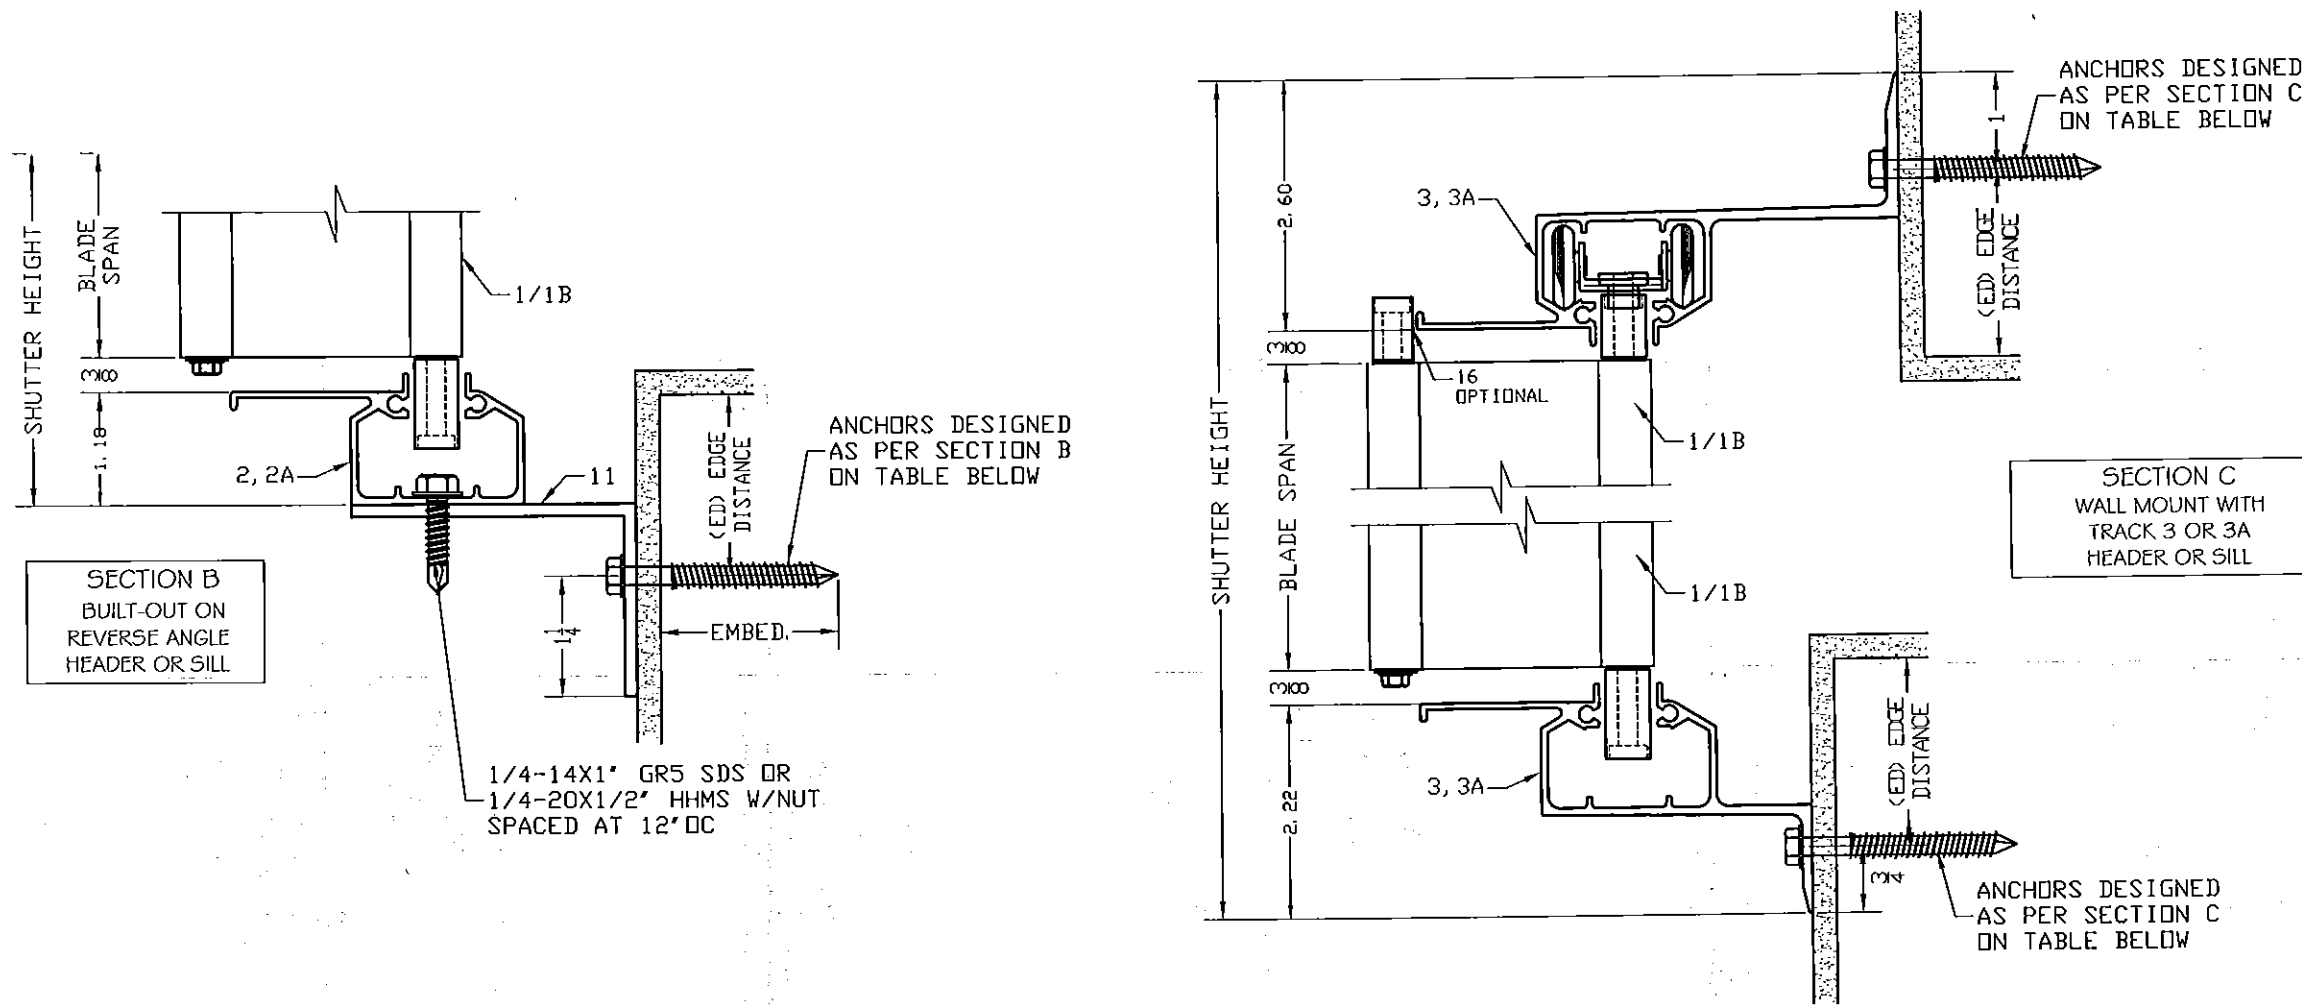 SHUTTER HEIGHT
BLADE
SPAN
3/8
1.18
1/1B
2, 2A
11
(ED) EDGE
DISTANCE
ANCHORS DESIGNED
AS PER SECTION B
ON TABLE BELOW
EMBED.
1 1/4
SECTION B
BUILT-OUT ON
REVERSE ANGLE
HEADER OR SILL
1/4-14X1" GR5 SDS OR
1/4-20X1/2" HHMS W/NUT
SPACED AT 12" OC
SHUTTER HEIGHT
2.60
3/8
BLADE SPAN
3/8
2.22
3, 3A
16
OPTIONAL
1/1B
1/1B
3, 3A
1
(ED) EDGE
DISTANCE
ANCHORS DESIGNED
AS PER SECTION C
ON TABLE BELOW
SECTION C
WALL MOUNT WITH
TRACK 3 OR 3A
HEADER OR SILL
(ED) EDGE
DISTANCE
3/4
ANCHORS DESIGNED
AS PER SECTION C
ON TABLE BELOW